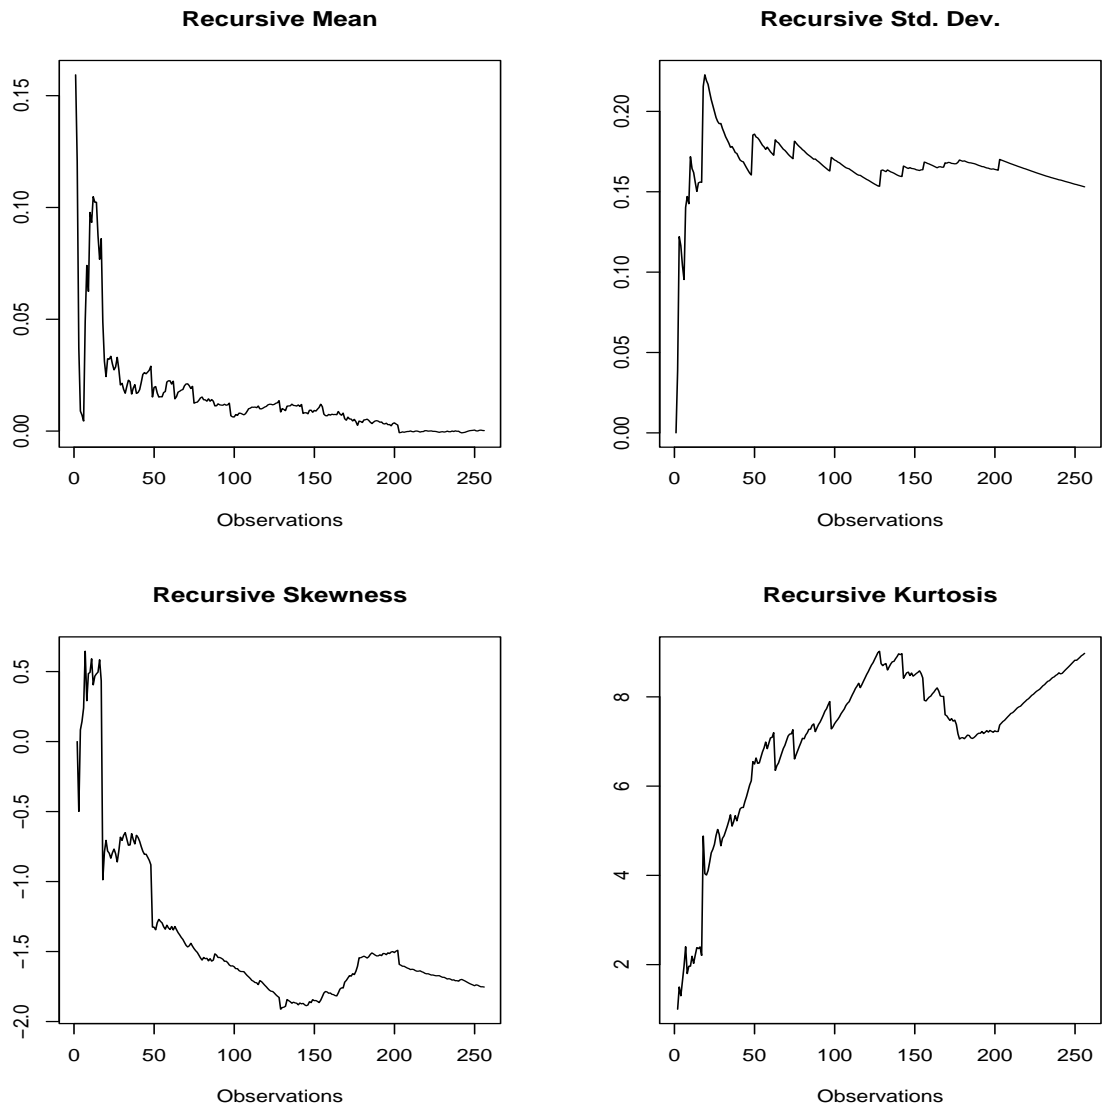 Recursive Mean
0.15
0.10
0.05
0.00
0 50 100 150 200 250
Observations
Recursive Std. Dev.
0.20
0.15
0.10
0.05
0.00
0 50 100 150 200 250
Observations
Recursive Skewness
0.5
0.0
−0.5
−1.0
−1.5
−2.0
0 50 100 150 200 250
Observations
Recursive Kurtosis
8
6
4
2
0 50 100 150 200 250
Observations